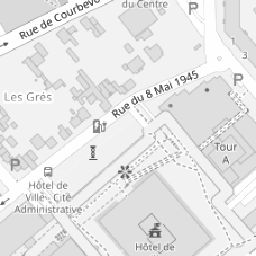 du Centre
Rue de Courbevo
P
Les Grés
Rue du 8 Mai 1945
P
P
Tour
A
Hôtel de
Ville - Cité
Administrative
Hôtel de